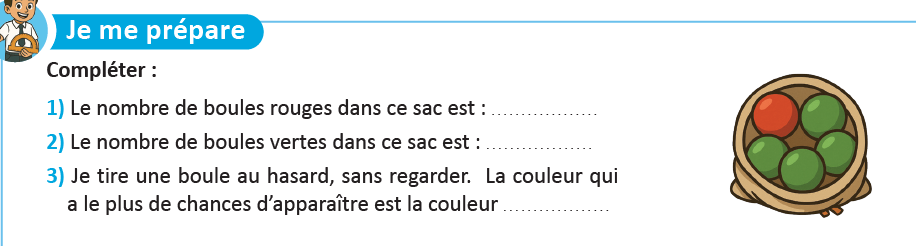 Je me prépare
Compléter :
1) Le nombre de boules rouges dans ce sac est : ..................
2) Le nombre de boules vertes dans ce sac est : ..................
3) Je tire une boule au hasard, sans regarder. La couleur qui
a le plus de chances d’apparaître est la couleur ..................